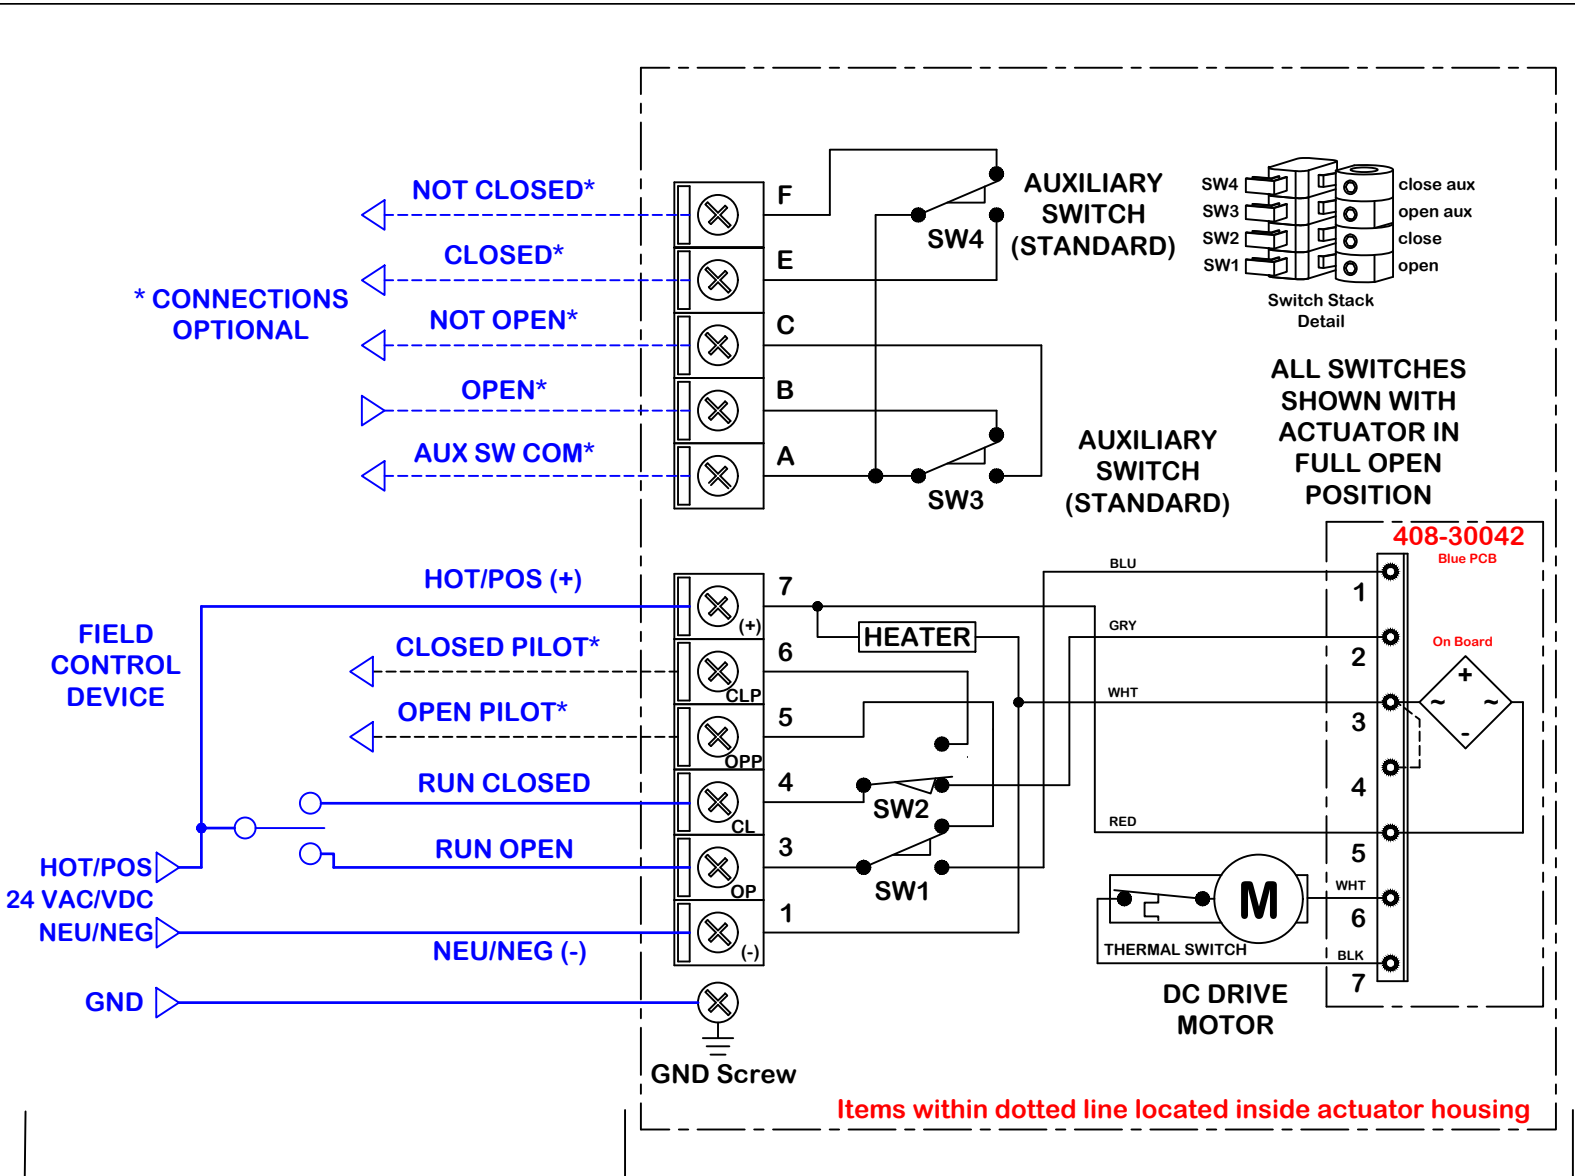 NOT CLOSED*
CLOSED*
NOT OPEN*
OPEN*
AUX SW COM*
* CONNECTIONS
OPTIONAL
F
E
C
B
A
SW4
AUXILIARY
SWITCH
(STANDARD)
SW3
AUXILIARY
SWITCH
(STANDARD)
SW4
SW3
SW2
SW1
close aux
open aux
close
open
Switch Stack
Detail
ALL SWITCHES
SHOWN WITH
ACTUATOR IN
FULL OPEN
POSITION
408-30042
Blue PCB
On Board
+
~ ~
-
1
2
3
4
5
6
7
BLU
GRY
WHT
RED
WHT
BLK
HOT/POS (+)
CLOSED PILOT*
OPEN PILOT*
RUN CLOSED
RUN OPEN
NEU/NEG (-)
FIELD
CONTROL
DEVICE
HOT/POS
24 VAC/VDC
NEU/NEG
GND
7
(+)
6
CLP
5
OPP
4
CL
3
OP
1
(-)
HEATER
SW2
SW1
M
THERMAL SWITCH
DC DRIVE
MOTOR
GND Screw
Items within dotted line located inside actuator housing